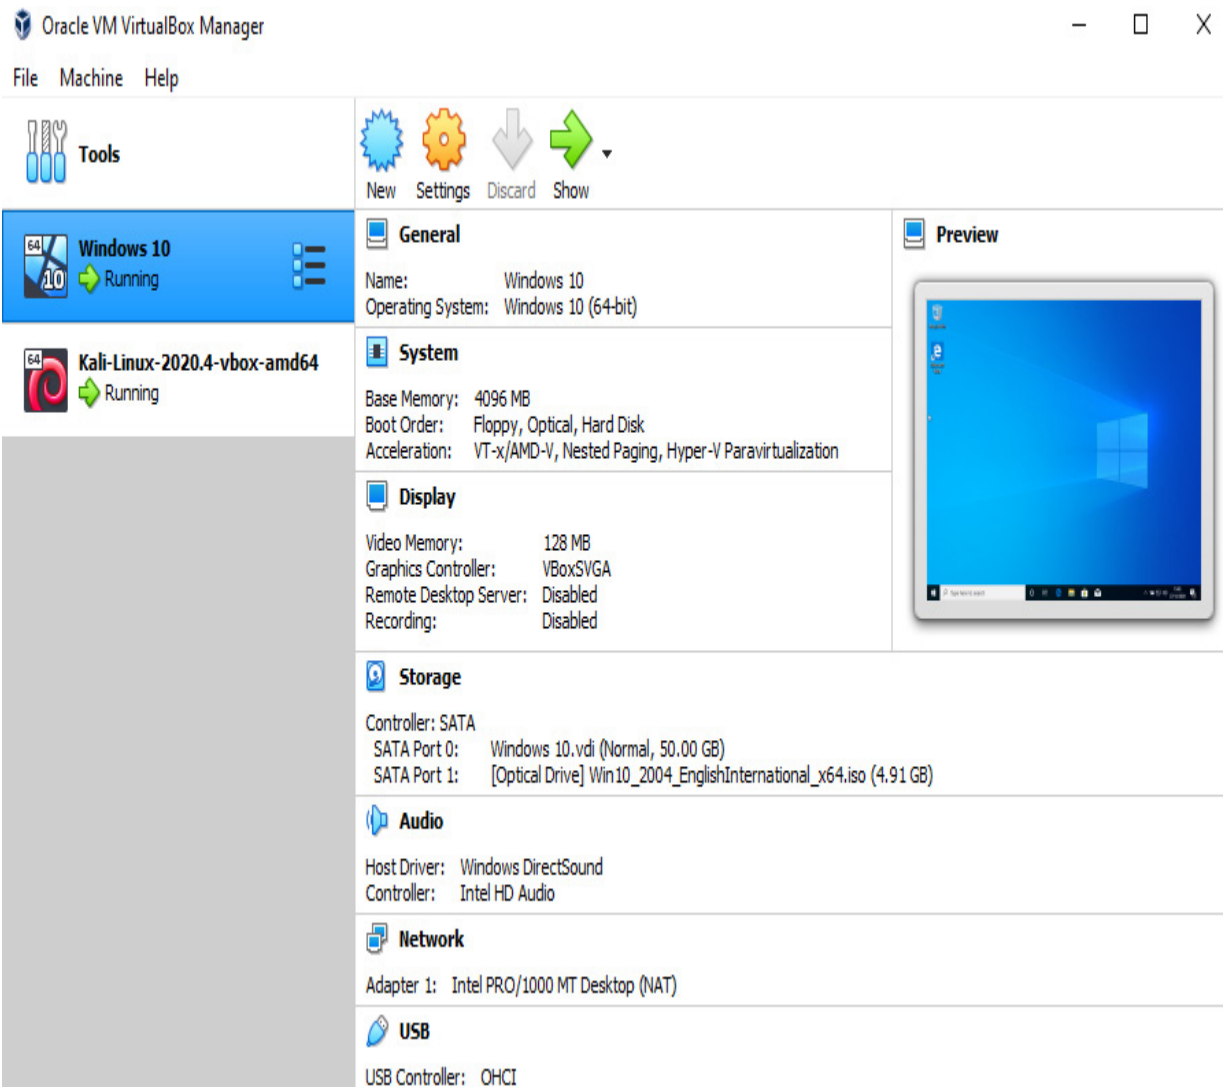 Oracle VM VirtualBox Manager
File Machine Help
Tools
New Settings Discard Show
64
10
Windows 10
Running
64
Kali-Linux-2020.4-vbox-amd64
Running
General
Name: Windows 10
Operating System: Windows 10 (64-bit)
System
Base Memory: 4096 MB
Boot Order: Floppy, Optical, Hard Disk
Acceleration: VT-x/AMD-V, Nested Paging, Hyper-V Paravirtualization
Display
Video Memory: 128 MB
Graphics Controller: VBoxSVGA
Remote Desktop Server: Disabled
Recording: Disabled
Preview
Storage
Controller: SATA
SATA Port 0: Windows 10.vdi (Normal, 50.00 GB)
SATA Port 1: [Optical Drive] Win10_2004_EnglishInternational_x64.iso (4.91 GB)
Audio
Host Driver: Windows DirectSound
Controller: Intel HD Audio
Network
Adapter 1: Intel PRO/1000 MT Desktop (NAT)
USB
USB Controller: OHCI